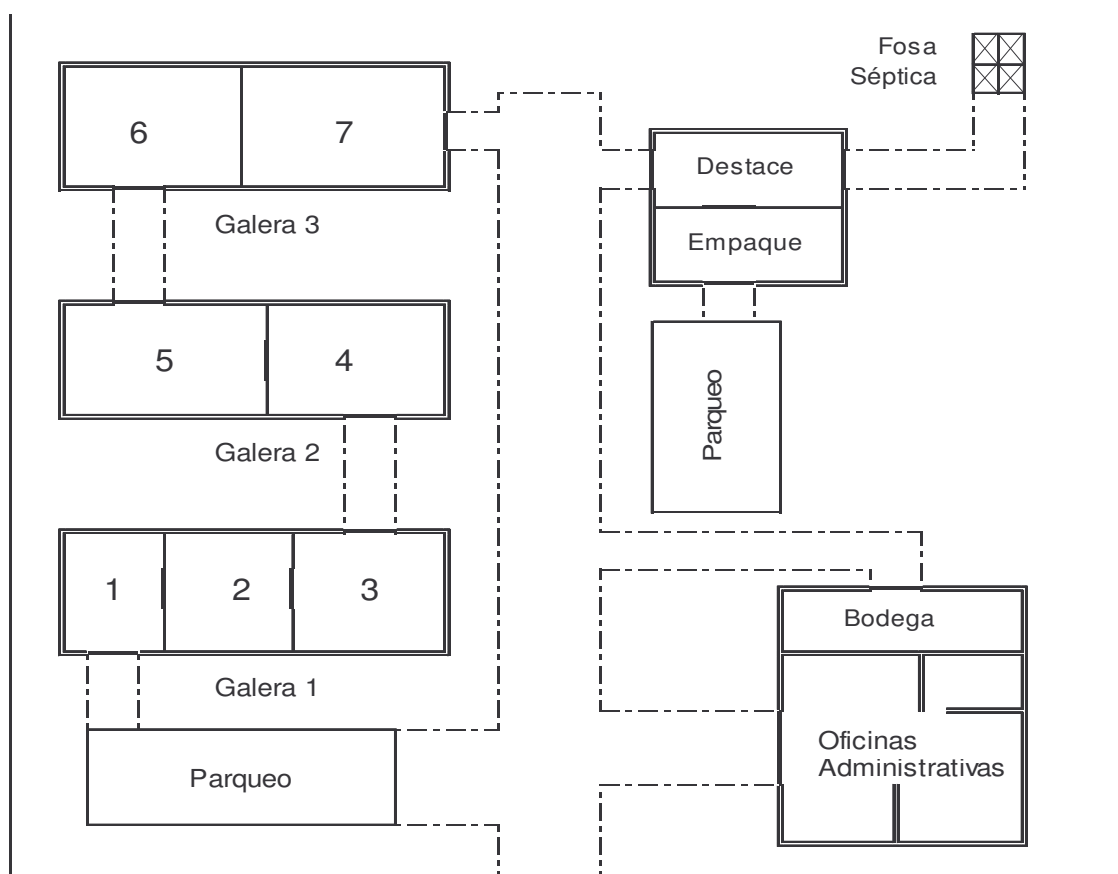 Fosa
Séptica
6
7
Destace
Galera 3
Empaque
5
4
Parqueo
Galera 2
1
2
3
Bodega
Galera 1
Oficinas
Administrativas
Parqueo